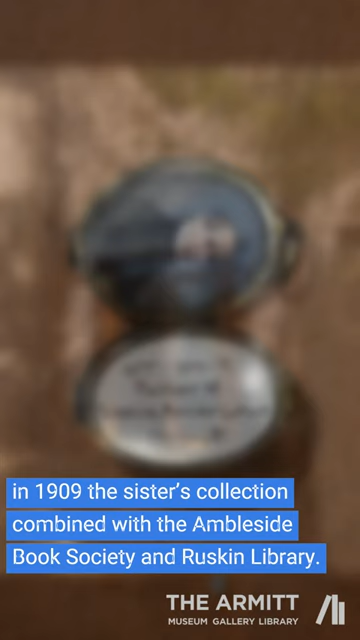 in 1909 the sister's collection
combined with the Ambleside
Book Society and Ruskin Library.
THE ARMITT
MUSEUM GALLERY LIBRARY